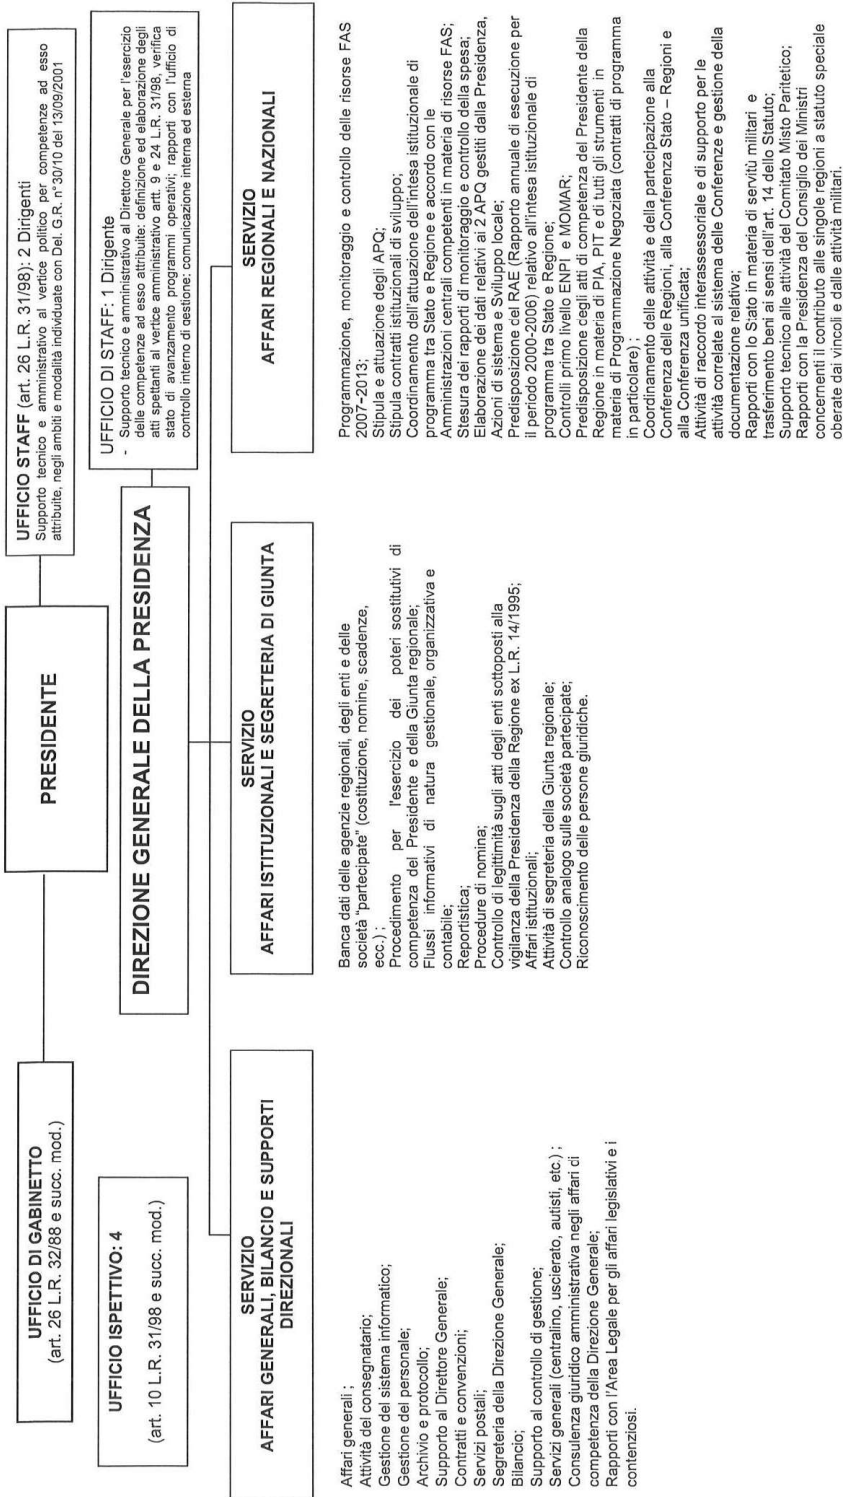 PRESIDENTE
UFFICIO DI GABINETTO
(art. 26 L.R. 32/88 e succ. mod.)
UFFICIO STAFF (art. 26 L.R. 31/98): 2 Dirigenti
Supporto tecnico e amministrativo al vertice politico per competenze ad esso
attribuite, negli ambiti e modalità individuate con Del. G.R. n°30/10 del 13/09/2001
UFFICIO ISPETTIVO: 4
(art. 10 L.R. 31/98 e succ. mod.)
DIREZIONE GENERALE DELLA PRESIDENZA
UFFICIO DI STAFF: 1 Dirigente
- Supporto tecnico e amministrativo al Direttore Generale per l'esercizio
delle competenze ad esso attribuite: definizione ed elaborazione degli
atti spettanti al vertice amministrativo artt. 9 e 24 L.R. 31/98, verifica
stato di avanzamento programmi operativi; rapporti con l'ufficio di
controllo interno di gestione; comunicazione interna ed esterna
SERVIZIO
AFFARI GENERALI, BILANCIO E SUPPORTI
DIREZIONALI
Affari generali ;
Attività del consegnatario;
Gestione del sistema informatico;
Gestione del personale;
Archivio e protocollo;
Supporto al Direttore Generale;
Contratti e convenzioni;
Servizi postali;
Segreteria della Direzione Generale;
Bilancio;
Supporto al controllo di gestione;
Servizi generali (centralino, uscierato, autisti, etc.) ;
Consulenza giuridico amministrativa negli affari di
competenza della Direzione Generale;
Rapporti con l'Area Legale per gli affari legislativi e i
contenziosi.
SERVIZIO
AFFARI ISTITUZIONALI E SEGRETERIA DI GIUNTA
Banca dati delle agenzie regionali, degli enti e delle
società "partecipate" (costituzione, nomine, scadenze,
ecc.) ;
Procedimento per l'esercizio dei poteri sostitutivi di
competenza del Presidente e della Giunta regionale;
Flussi informativi di natura gestionale, organizzativa e
contabile;
Reportistica;
Procedure di nomina;
Controllo di legittimità sugli atti degli enti sottoposti alla
vigilanza della Presidenza della Regione ex L.R. 14/1995;
Affari istituzionali;
Attività di segreteria della Giunta regionale;
Controllo analogo sulle società partecipate;
Riconoscimento delle persone giuridiche.
SERVIZIO
AFFARI REGIONALI E NAZIONALI
Programmazione, monitoraggio e controllo delle risorse FAS
2007-2013;
Stipula e attuazione degli APQ;
Stipula contratti istituzionali di sviluppo;
Coordinamento dell'attuazione dell'intesa istituzionale di
programma tra Stato e Regione e accordo con le
Amministrazioni centrali competenti in materia di risorse FAS;
Stesura dei rapporti di monitoraggio e controllo della spesa;
Elaborazione dei dati relativi ai 2 APQ gestiti dalla Presidenza,
Azioni di sistema e Sviluppo locale;
Predisposizione del RAE (Rapporto annuale di esecuzione per
il periodo 2000-2006) relativo all'intesa istituzionale di
programma tra Stato e Regione;
Controlli primo livello ENPI e MOMAR;
Predisposizione degli atti di competenza del Presidente della
Regione in materia di PIA, PIT e di tutti gli strumenti in
materia di Programmazione Negoziata (contratti di programma
in particolare) ;
Coordinamento delle attività e della partecipazione alla
Conferenza delle Regioni, alla Conferenza Stato – Regioni e
alla Conferenza unificata;
Attività di raccordo interassessoriale e di supporto per le
attività correlate al sistema delle Conferenze e gestione della
documentazione relativa;
Rapporti con lo Stato in materia di servitù militari e
trasferimento beni ai sensi dell'art. 14 dello Statuto;
Supporto tecnico alle attività del Comitato Misto Paritetico;
Rapporti con la Presidenza del Consiglio dei Ministri
concernenti il contributo alle singole regioni a statuto speciale
oberate dai vincoli e dalle attività militari.